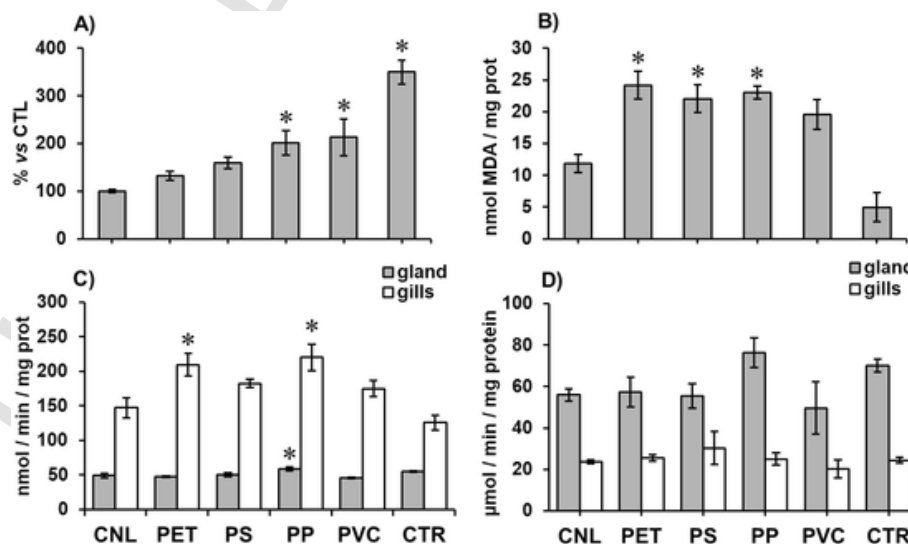 A)
400
300
200
100
0
% vs CTL
*
*
*
B)
30
25
20
15
10
5
0
nmol MDA / mg prot
*
*
*
C)
gland
gills
300
250
200
150
100
50
0
nmol / min / mg prot
*
*
*
CNL PET PS PP PVC CTR
D)
gland
gills
100
80
60
40
20
0
µmol / min / mg protein
CNL PET PS PP PVC CTR